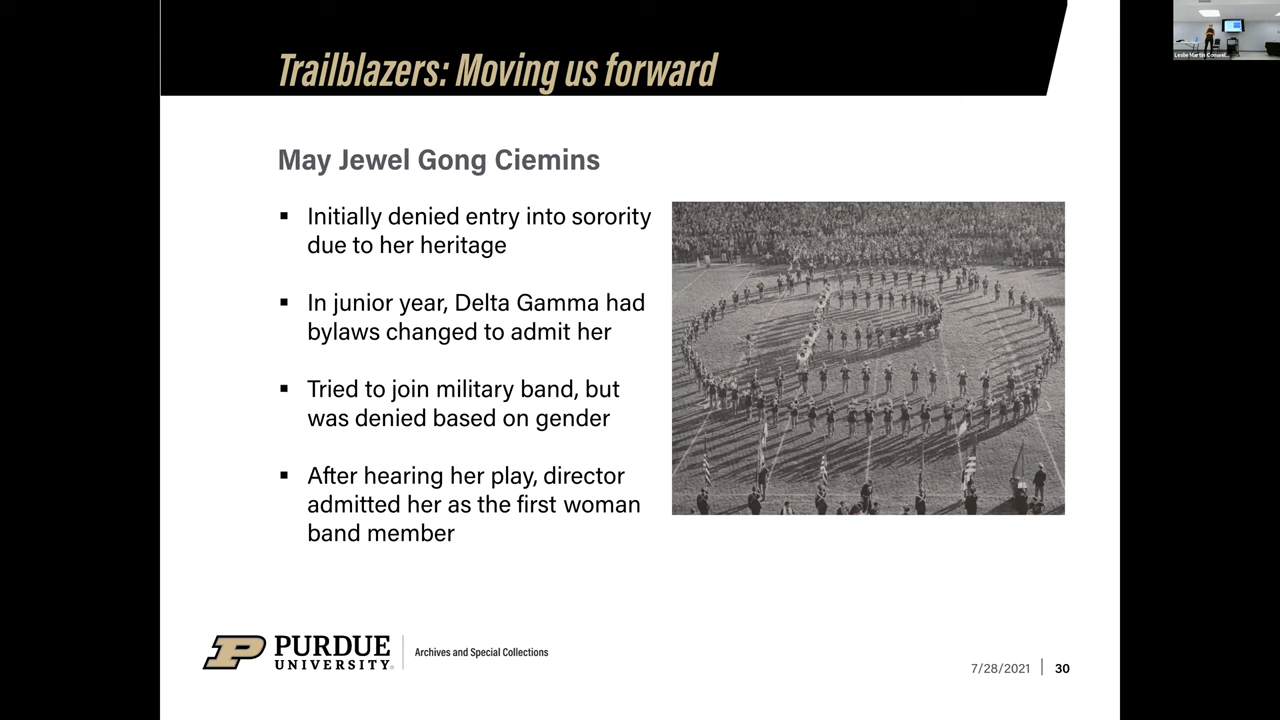 Trailblazers: Moving us forward
Leslie Martin Conwel...
May Jewel Gong Ciemins
▪ Initially denied entry into sorority
due to her heritage
▪ In junior year, Delta Gamma had
bylaws changed to admit her
▪ Tried to join military band, but
was denied based on gender
▪ After hearing her play, director
admitted her as the first woman
band member
P PURDUE
UNIVERSITY®
Archives and Special Collections
7/28/2021 | 30